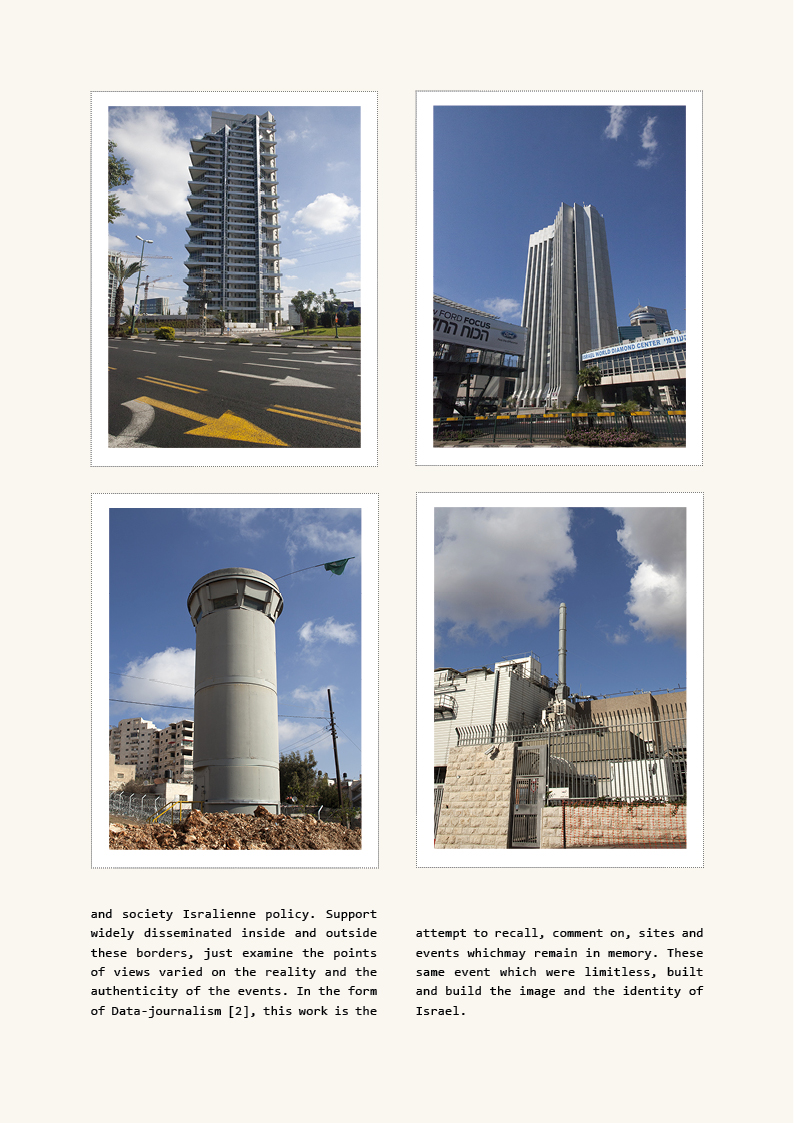 FORD FOCUS
Ford
הכוח החד
ISRAEL WORLD DIAMOND CENTER
and society Isralienne policy. Support
widely disseminated inside and outside
these borders, just examine the points
of views varied on the reality and the
authenticity of the events. In the form
of Data-journalism [2], this work is the
attempt to recall, comment on, sites and
events whichmay remain in memory. These
same event which were limitless, built
and build the image and the identity of
Israel.